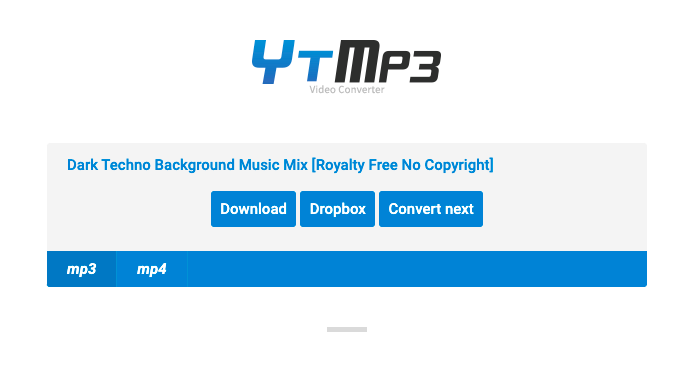 YTMP3
Video Converter
Dark Techno Background Music Mix [Royalty Free No Copyright]
Download Dropbox Convert next
mp3 mp4